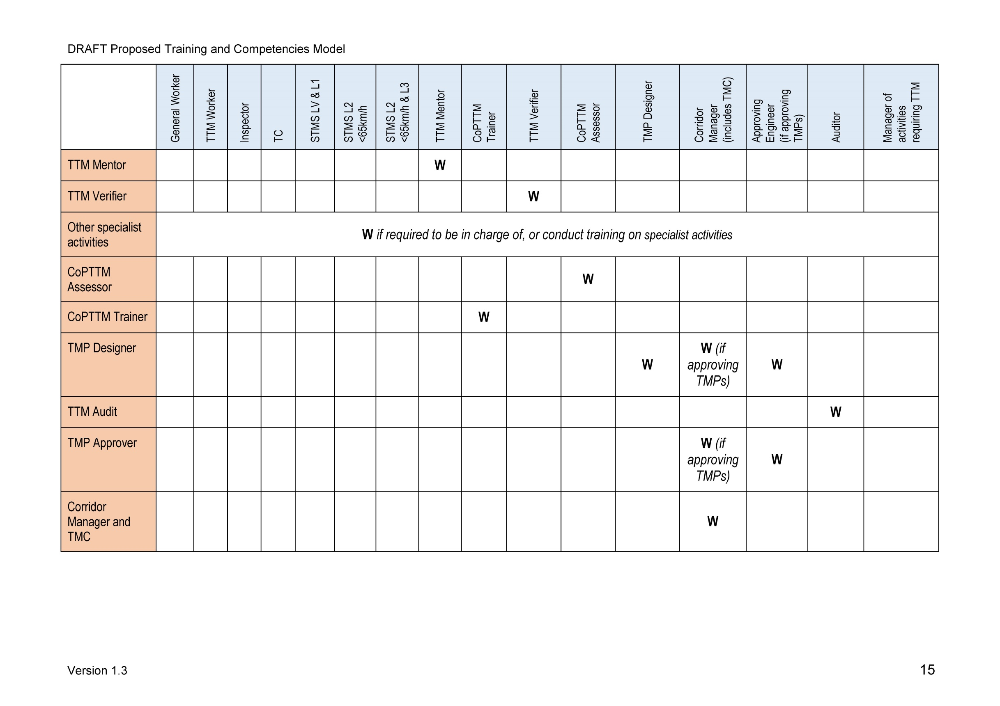 DRAFT Proposed Training and Competencies Model
General Worker
TTM Worker
Inspector
TC
STMS LV & L1
STMS L2
<65km/h
STMS L2
<65km/h & L3
TTM Mentor
CoPTTM
Trainer
TTM Verifier
CoPTTM
Assessor
TMP Designer
Corridor
Manager
(includes TMC)
Approving
Engineer
(if approving
TMPs)
Auditor
Manager of
activities
requiring TTM
TTM Mentor
W
TTM Verifier
W
Other specialist
activities
W if required to be in charge of, or conduct training on specialist activities
CoPTTM
Assessor
W
CoPTTM Trainer
W
TMP Designer
W
W (if
approving
TMPs)
W
TTM Audit
W
TMP Approver
W (if
approving
TMPs)
W
Corridor
Manager and
TMC
W
Version 1.3
15